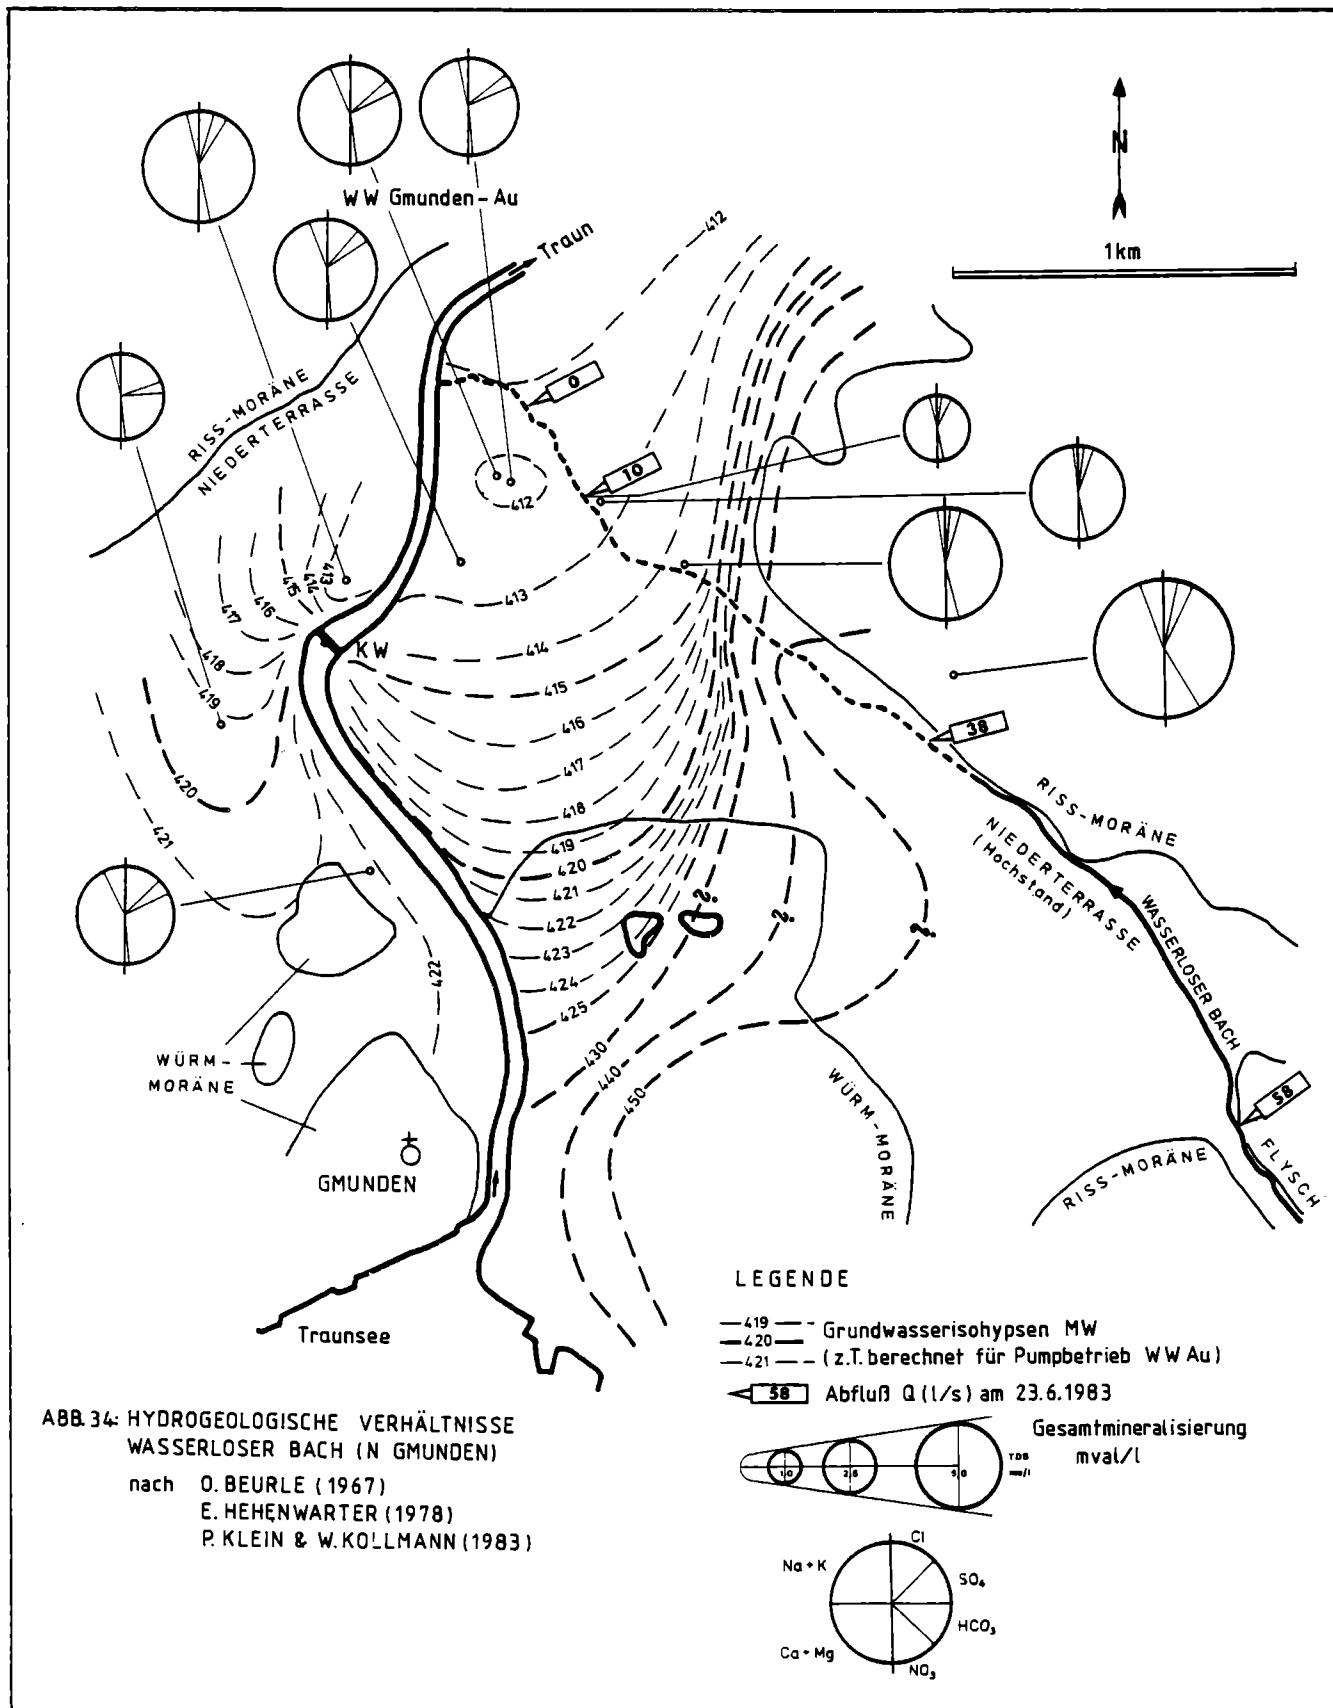 WW Gmunden-Au
Traun
N
1km
RISS-MORÄNE
NIEDERTERRASSE
412
0
10
412
413
414
415
416
417
418
419
420
421
422
423
424
425
430
440
450
413
414
415
416
417
418
419
420
421
422
KW
?
?
?
38
RISS-MORÄNE
NIEDERTERRASSE
(Hochstand)
WASSERLOSER BACH
58
FLYSCH
RISS-MORÄNE
WÜRM-MORÄNE
WÜRM-
MORÄNE
GMUNDEN
Traunsee
LEGENDE
419
420
421
Grundwasserisohypsen MW
(z.T. berechnet für Pumpbetrieb WW Au)
58 Abfluß Q (l/s) am 23.6.1983
Gesamtmineralisierung
mval/l
1,0 2,5 5,0
TDS
Cl
Na+K
SO₄
HCO₃
Ca+Mg
NO₃
ABB. 34: HYDROGEOLOGISCHE VERHÄLTNISSE
WASSERLOSER BACH (N GMUNDEN)
nach O. BEURLE (1967)
E. HEHENWARTER (1978)
P. KLEIN & W. KOLLMANN (1983)